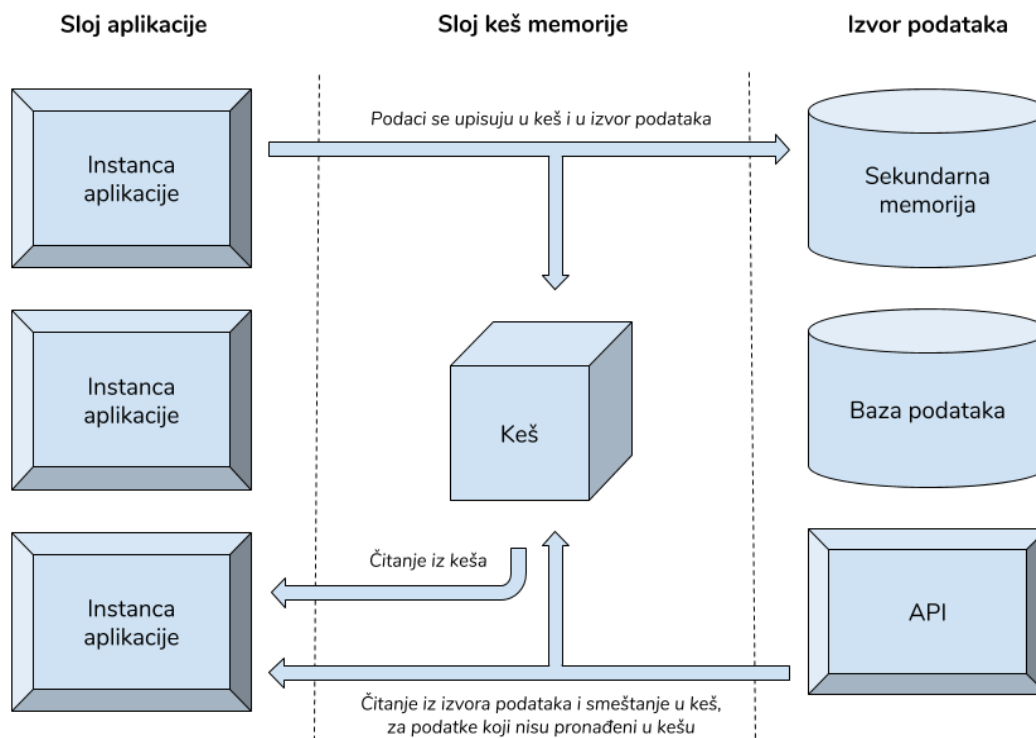 Sloj aplikacije
Sloj keš memorije
Izvor podataka
Podaci se upisuju u keš i u izvor podataka
Instanca
aplikacije
Sekundarna
memorija
Instanca
aplikacije
Keš
Baza podataka
Čitanje iz keša
Instanca
aplikacije
API
Čitanje iz izvora podataka i smeštanje u keš,
za podatke koji nisu pronađeni u kešu